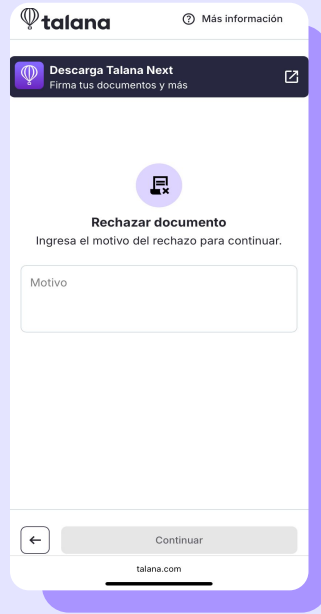 talana
Más información
Descarga Talana Next
Firma tus documentos y más
Rechazar documento
Ingresa el motivo del rechazo para continuar.
Motivo
Continuar
talana.com